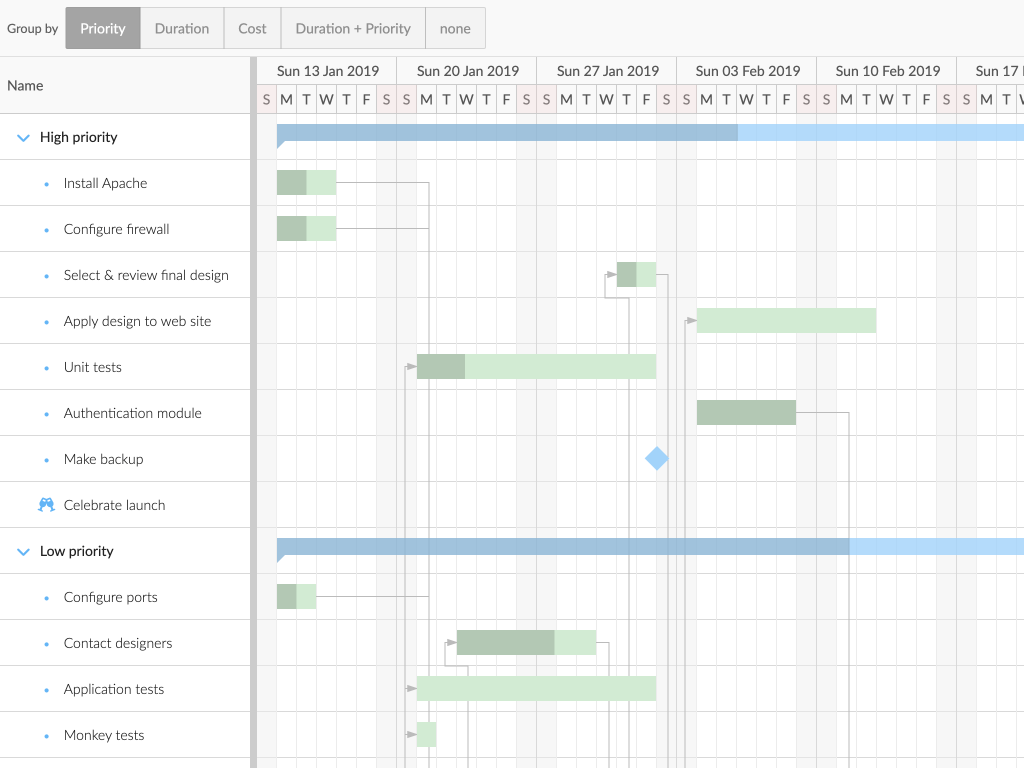 Group by Priority Duration Cost Duration + Priority none
Name Sun 13 Jan 2019 Sun 20 Jan 2019 Sun 27 Jan 2019 Sun 03 Feb 2019 Sun 10 Feb 2019 Sun 17
S M T W T F S S M T W T F S S M T W T F S S M T W T F S S M T W T F S S M T W
High priority
Install Apache
Configure firewall
Select & review final design
Apply design to web site
Unit tests
Authentication module
Make backup
Celebrate launch
Low priority
Configure ports
Contact designers
Application tests
Monkey tests